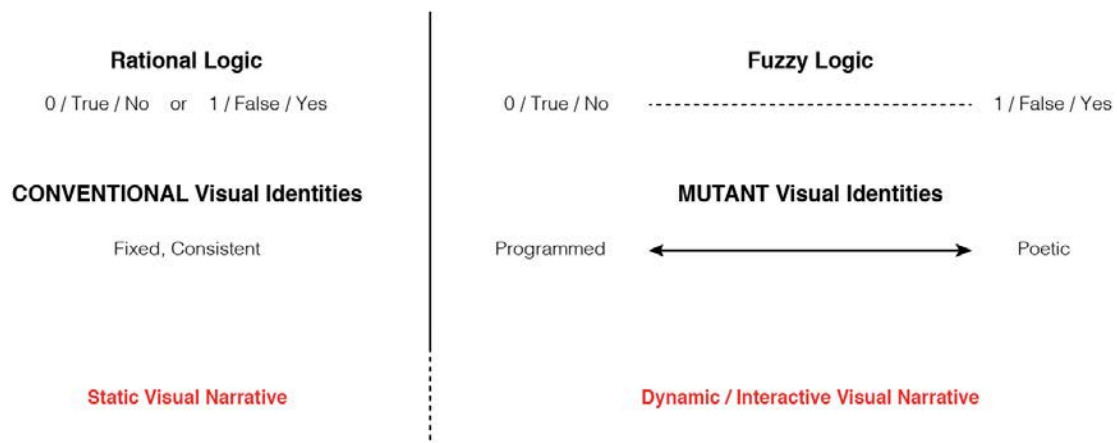 Rational Logic
0 / True / No or 1 / False / Yes
CONVENTIONAL Visual Identities
Fixed, Consistent
Static Visual Narrative
Fuzzy Logic
0 / True / No 1 / False / Yes
MUTANT Visual Identities
Programmed Poetic
Dynamic / Interactive Visual Narrative